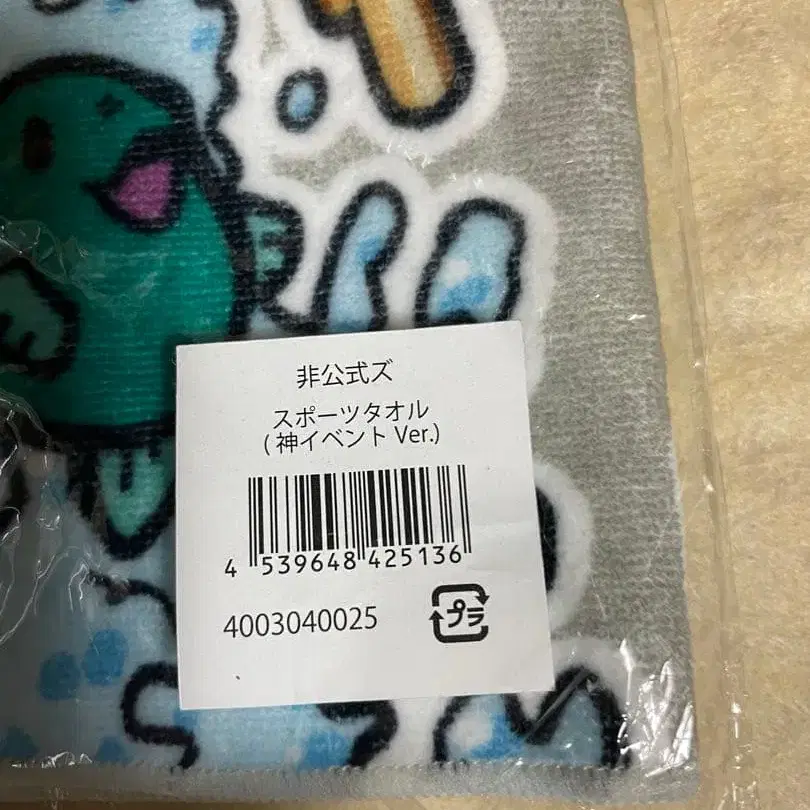 非公式ズ
スポーツタオル
(神イベント Ver.)
4 539648 425136
4003040025
プラ